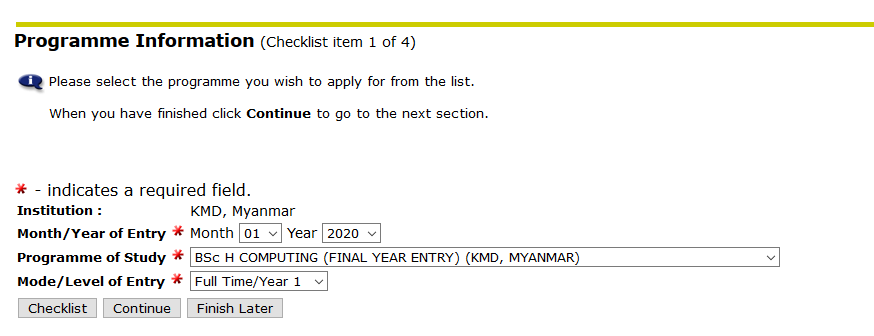 Programme Information (Checklist item 1 of 4)
Please select the programme you wish to apply for from the list.
When you have finished click Continue to go to the next section.
* - indicates a required field.
Institution : KMD, Myanmar
Month/Year of Entry * Month 01 Year 2020
Programme of Study * BSc H COMPUTING (FINAL YEAR ENTRY) (KMD, MYANMAR)
Mode/Level of Entry * Full Time/Year 1
Checklist Continue Finish Later